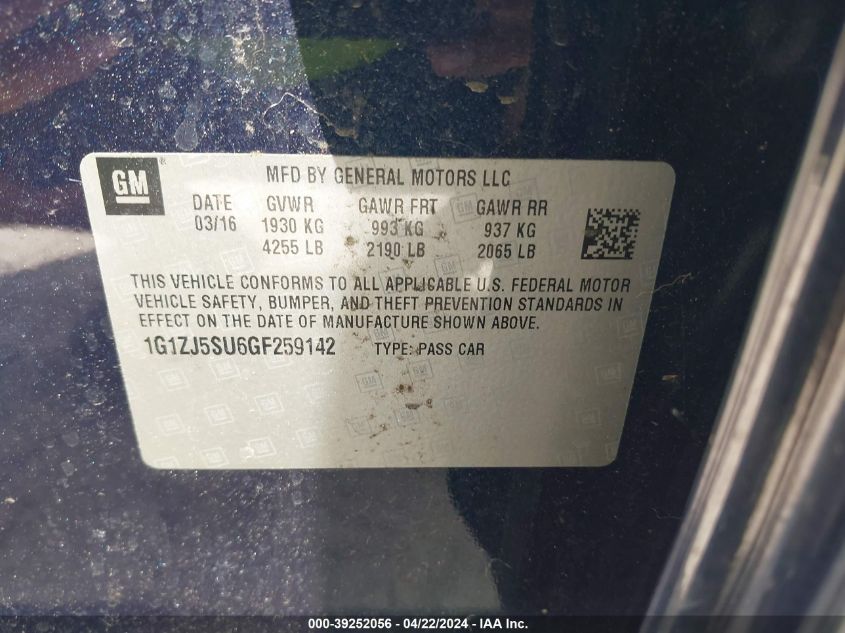 GM
MFD BY GENERAL MOTORS LLC
DATE GVWR GAWR FRT GAWR RR
03/16 1930 KG 993 KG 937 KG
4255 LB 2190 LB 2065 LB
THIS VEHICLE CONFORMS TO ALL APPLICABLE U.S. FEDERAL MOTOR
VEHICLE SAFETY, BUMPER, AND THEFT PREVENTION STANDARDS IN
EFFECT ON THE DATE OF MANUFACTURE SHOWN ABOVE.
1G1ZJ5SU6GF259142 TYPE: PASS CAR
000-39252056 - 04/22/2024 - IAA Inc.